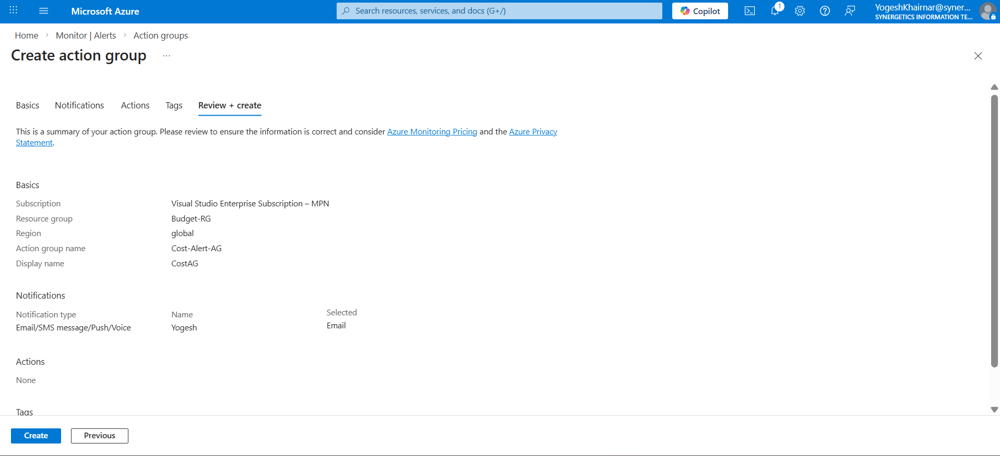 Microsoft Azure
Search resources, services, and docs (G+/)
Copilot
1
YogeshKhairnar@syner...
SYNERGETICS INFORMATION TE...
Home > Monitor | Alerts > Action groups
Create action group ...
Basics Notifications Actions Tags Review + create
This is a summary of your action group. Please review to ensure the information is correct and consider Azure Monitoring Pricing and the Azure Privacy
Statement.
Basics
Subscription Visual Studio Enterprise Subscription – MPN
Resource group Budget-RG
Region global
Action group name Cost-Alert-AG
Display name CostAG
Notifications
Notification type Name Selected
Email/SMS message/Push/Voice Yogesh Email
Actions
None
Tags
Create Previous